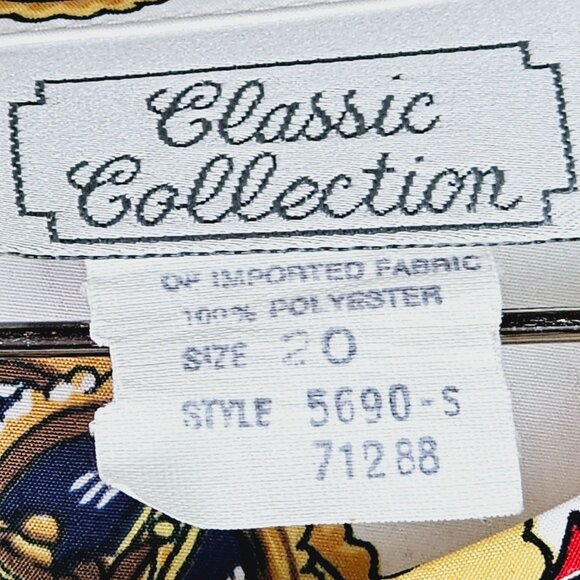 Classic
Collection
OF IMPORTED FABRIC
100% POLYESTER
SIZE 20
STYLE 5690-S
71288